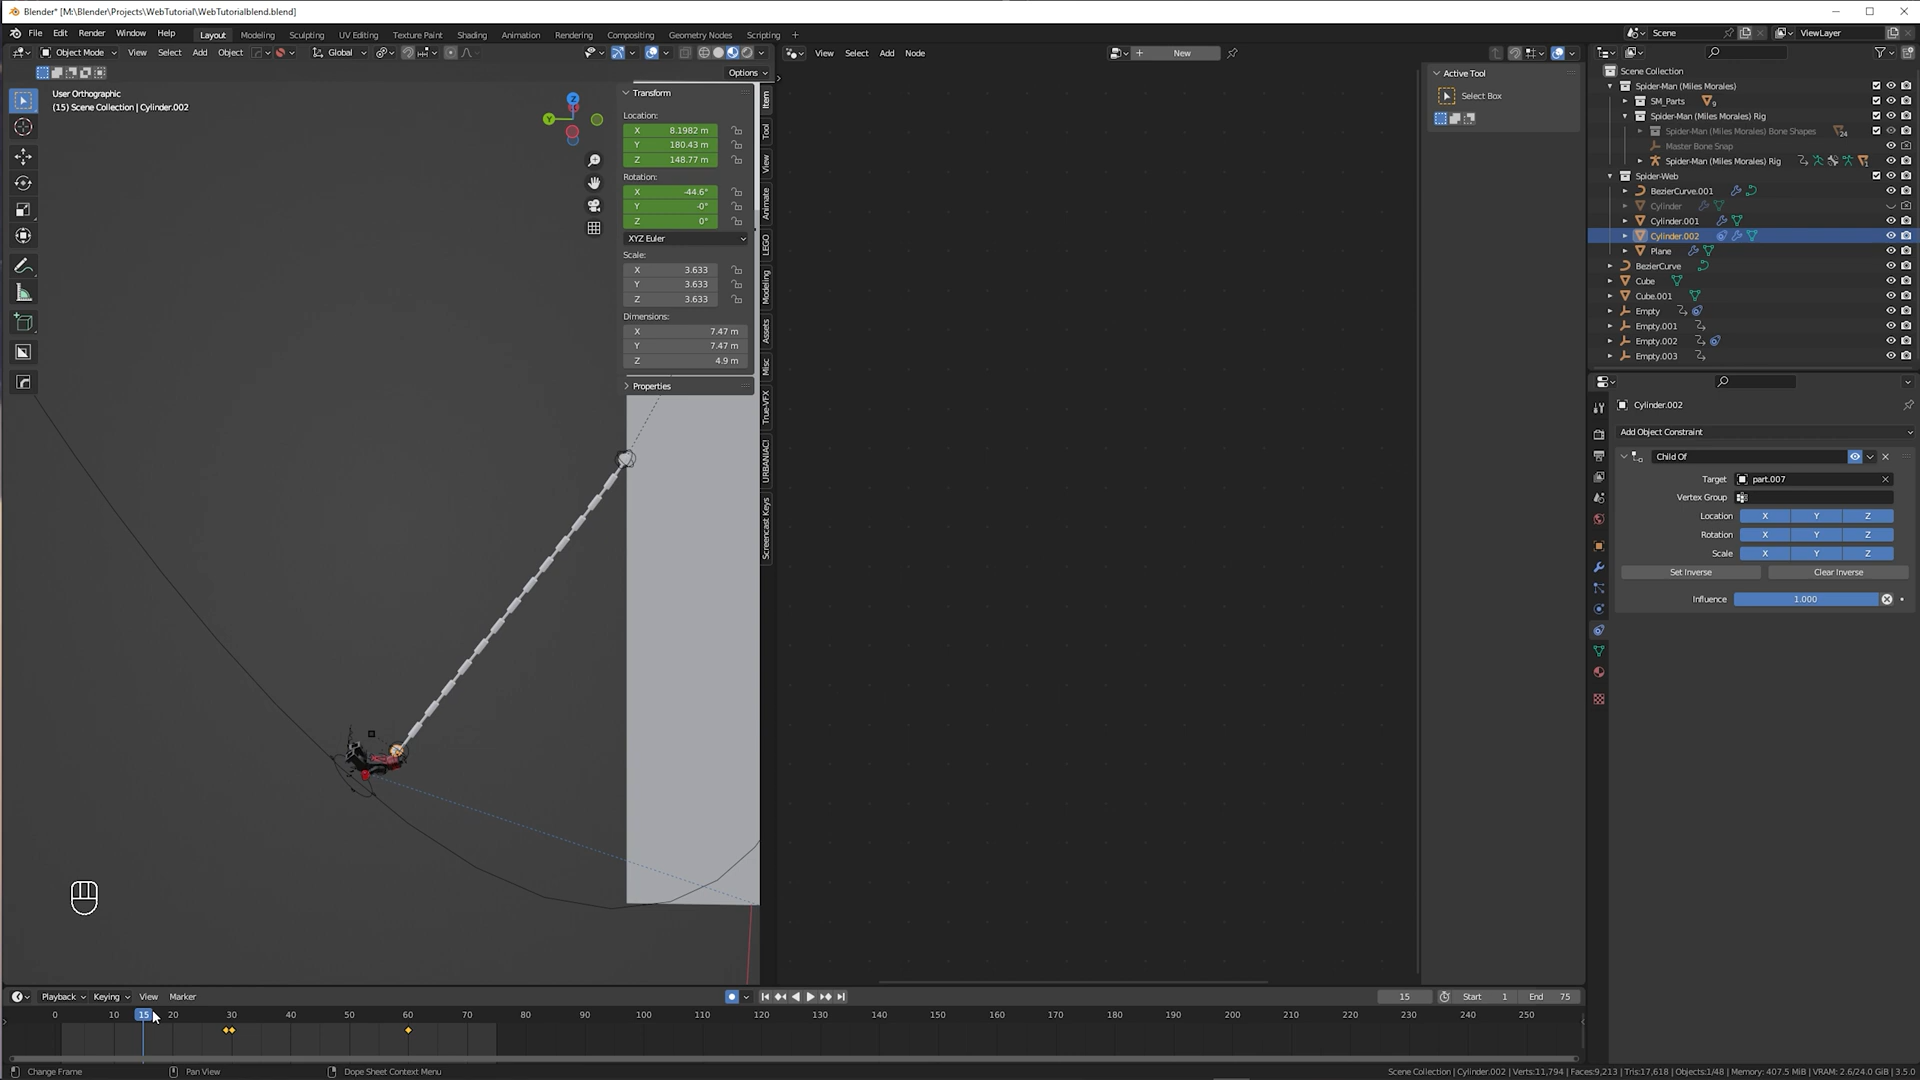 Blender* [M:\Blender\Projects\WebTutorial\WebTutorialblend.blend]
File Edit Render Window Help Layout Modeling Sculpting UV Editing Texture Paint Shading Animation Rendering Compositing Geometry Nodes Scripting + Scene ViewLayer
Object Mode View Select Add Object Global View Select Add Node New
Options
User Orthographic
(15) Scene Collection | Cylinder.002
Transform
Location:
X 8.1982 m
Y 180.43 m
Z 148.77 m
Rotation:
X -44.6°
Y -0°
Z 0°
XYZ Euler
Scale:
X 3.633
Y 3.633
Z 3.633
Dimensions:
X 7.47 m
Y 7.47 m
Z 4.9 m
Properties
Item
Tool
View
Animate
LEGO
Modeling
Assets
Misc
True-VFX
URBANIAC!
Screencast Keys
Z
Y
Active Tool
Select Box
Scene Collection
Spider-Man (Miles Morales)
SM_Parts 9
Spider-Man (Miles Morales) Rig
Spider-Man (Miles Morales) Bone Shapes 24
Master Bone Snap
Spider-Man (Miles Morales) Rig
Spider-Web
BezierCurve.001
Cylinder
Cylinder.001
Cylinder.002
Plane
BezierCurve
Cube
Cube.001
Empty
Empty.001
Empty.002
Empty.003
Cylinder.002
Add Object Constraint
Child Of
Target part.007
Vertex Group
Location X Y Z
Rotation X Y Z
Scale X Y Z
Set Inverse Clear Inverse
Influence 1.000
Playback Keying View Marker 15 Start 1 End 75
0 10 15 20 30 40 50 60 70 80 90 100 110 120 130 140 150 160 170 180 190 200 210 220 230 240 250
Change Frame Pan View Dope Sheet Context Menu Scene Collection | Cylinder.002 | Verts:11,794 | Faces:9,213 | Tris:17,618 | Objects:1/48 | Memory: 407.5 MiB | VRAM: 2.6/24.0 GiB | 3.5.0